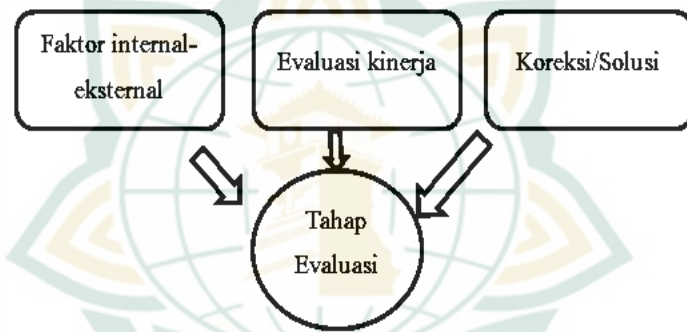 Faktor internal-
eksternal
Evaluasi kinerja
Koreksi/Solusi
Tahap
Evaluasi